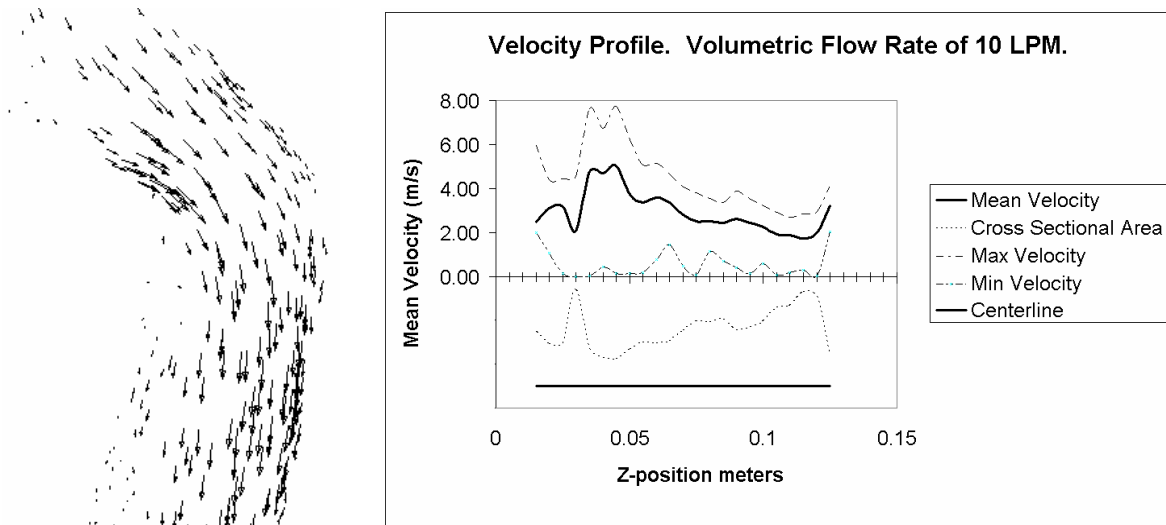 Velocity Profile.  Volumetric Flow Rate of 10 LPM.
8.00
6.00
4.00
2.00
0.00
Mean Velocity (m/s)
0
0.05
0.1
0.15
Z-position meters
Mean Velocity
Cross Sectional Area
Max Velocity
Min Velocity
Centerline